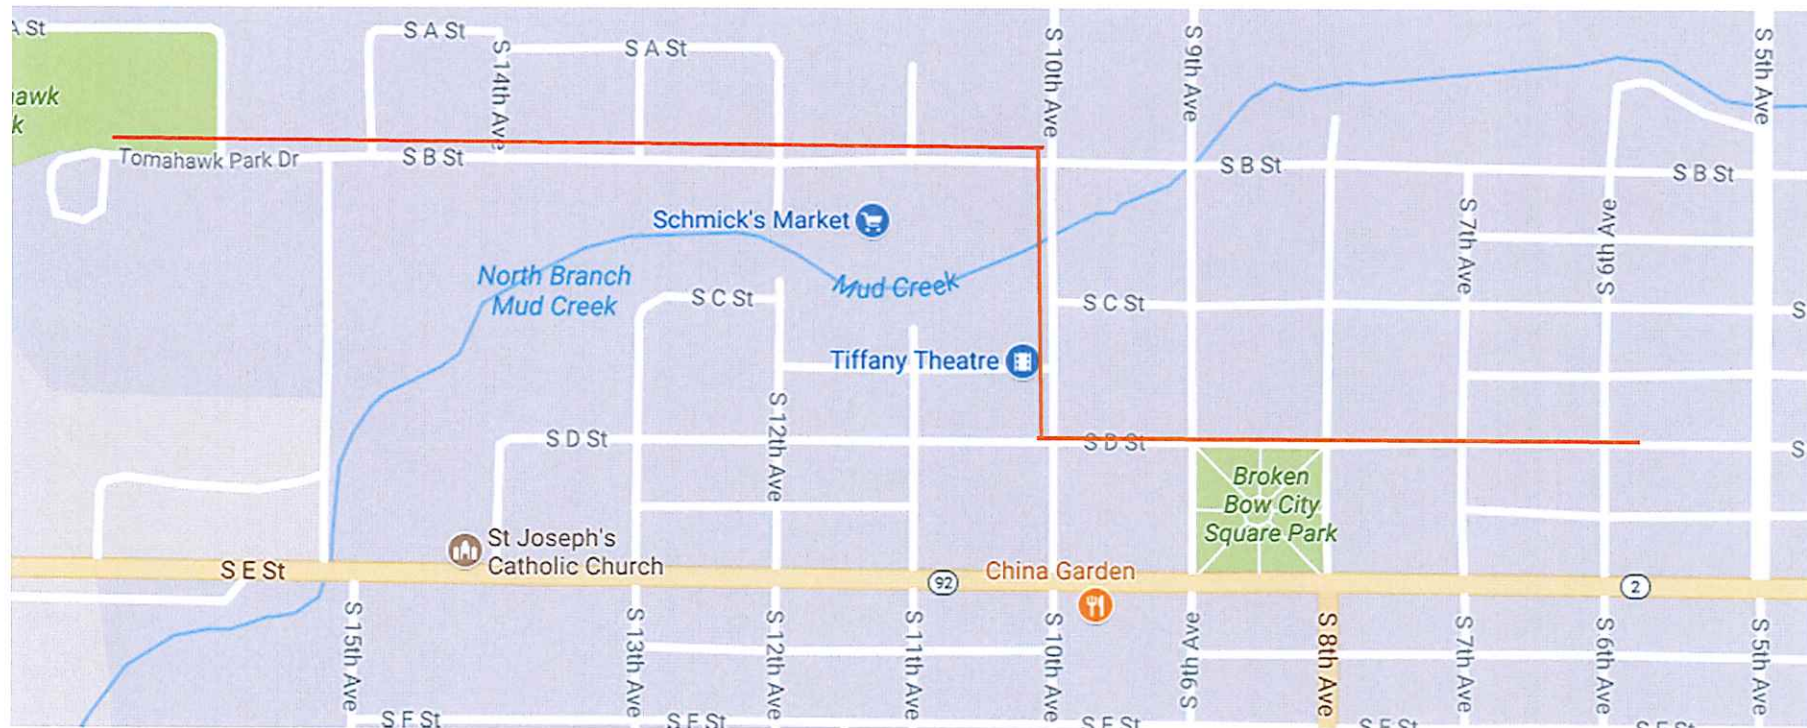 A St
S A St
S A St
S 14th Ave
S 10th Ave
S 9th Ave
S 5th Ave
awk
k
Tomahawk Park Dr
S B St
S B St
S B St
Schmick's Market
S 7th Ave
S 6th Ave
North Branch
Mud Creek
Mud Creek
S C St
S C St
S
Tiffany Theatre
S 12th Ave
S D St
S D St
S
Broken
Bow City
Square Park
St Joseph's
Catholic Church
S E St
92
China Garden
2
S 15th Ave
S 13th Ave
S 12th Ave
S 11th Ave
S 10th Ave
S 9th Ave
S 8th Ave
S 7th Ave
S 6th Ave
S 5th Ave